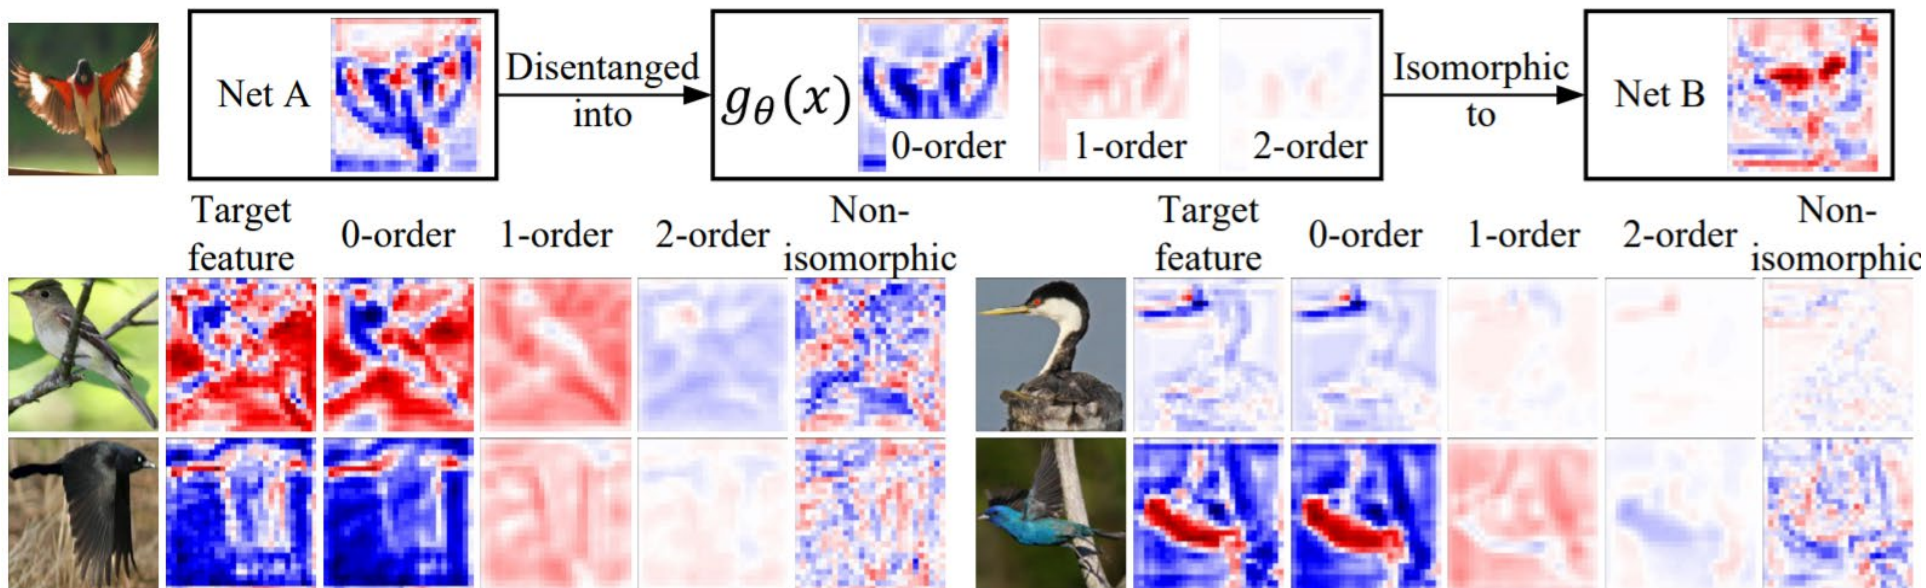 Net A
Disentanged
into
gθ(x)
0-order
1-order
2-order
Isomorphic
to
Net B
Target
feature
0-order
1-order
2-order
Non-
isomorphic
Target
feature
0-order
1-order
2-order
Non-
isomorphic